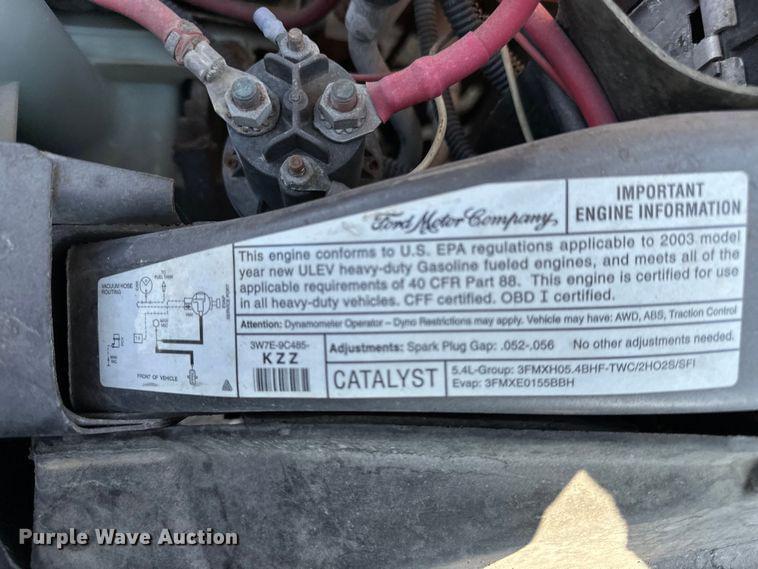 Ford Motor Company,
IMPORTANT
ENGINE INFORMATION
This engine conforms to U.S. EPA regulations applicable to 2003 model
year new ULEV heavy-duty Gasoline fueled engines, and meets all of the
applicable requirements of 40 CFR Part 88. This engine is certified for use
in all heavy-duty vehicles. CFF certified. OBD I certified.
Attention: Dynamometer Operator – Dyno Restrictions may apply. Vehicle may have: AWD, ABS, Traction Control
VACUUM HOSE
ROUTING
TO
FUEL TANK
FRONT OF VEHICLE
3W7E-9C485-
KZZ
Adjustments: Spark Plug Gap: .052-.056 No other adjustments needed.
CATALYST
5.4L-Group: 3FMXH05.4BHF-TWC/2HO2S/SFI
Evap: 3FMXE0155BBH
Purple Wave Auction